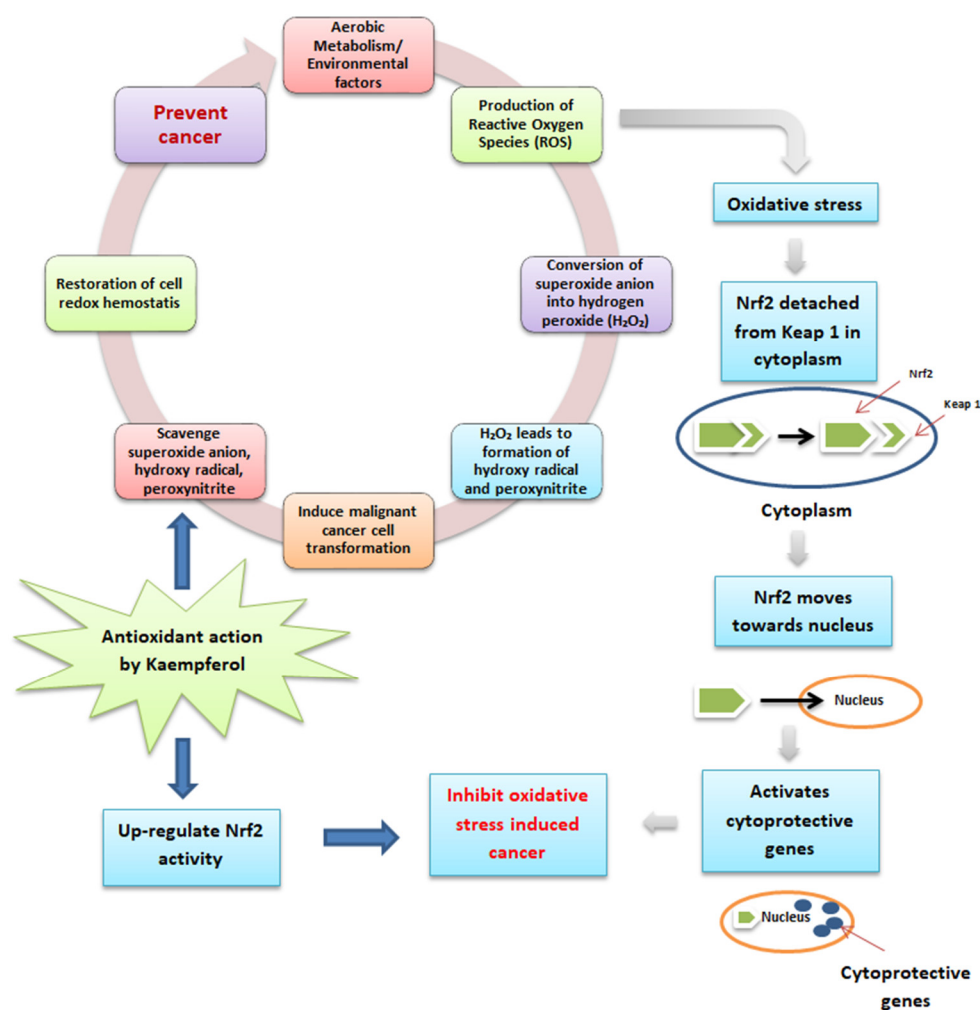 Aerobic
Metabolism/
Environmental
factors
Production of
Reactive Oxygen
Species (ROS)
Conversion of
superoxide anion
into hydrogen
peroxide (H₂O₂)
H₂O₂ leads to
formation of
hydroxy radical
and peroxynitrite
Induce malignant
cancer cell
transformation
Scavenge
superoxide anion,
hydroxy radical,
peroxynitrite
Restoration of cell
redox hemostatis
Prevent
cancer
Oxidative stress
Nrf2 detached
from Keap 1 in
cytoplasm
Nrf2
Keap 1
Cytoplasm
Nrf2 moves
towards nucleus
Nucleus
Activates
cytoprotective
genes
Nucleus
Cytoprotective
genes
Antioxidant action
by Kaempferol
Up-regulate Nrf2
activity
Inhibit oxidative
stress induced
cancer